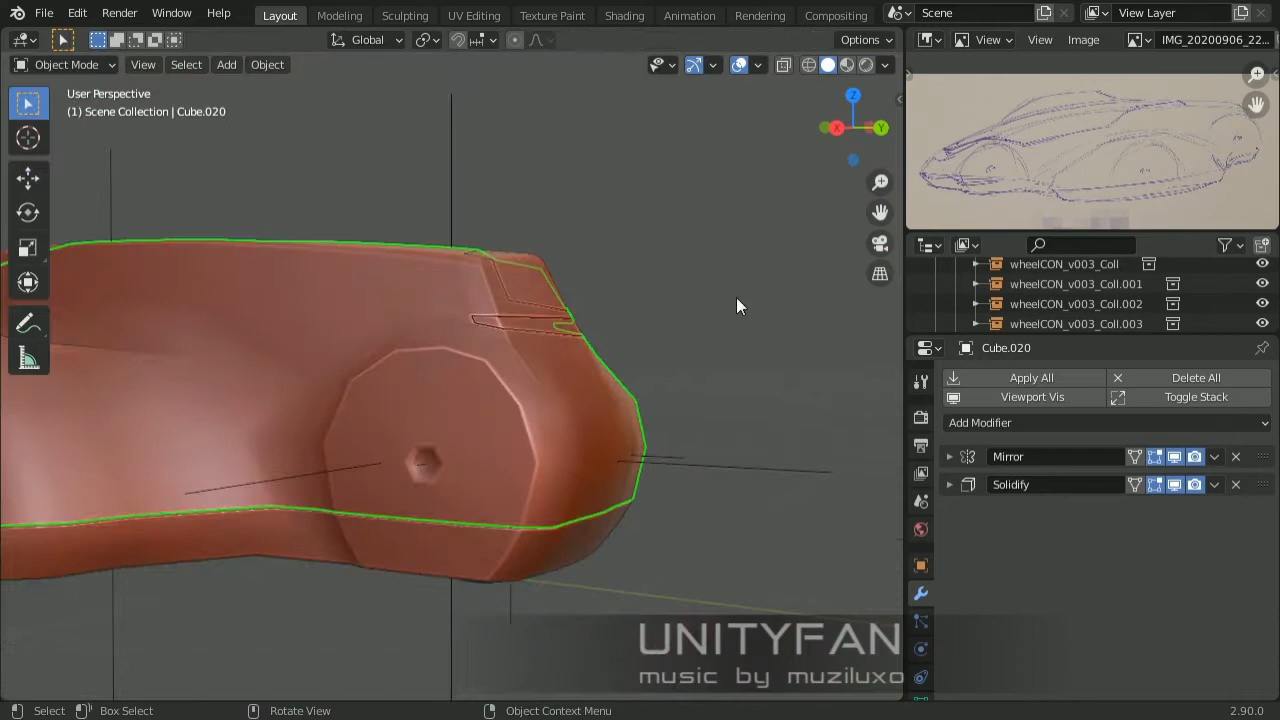 File Edit Render Window Help Layout Modeling Sculpting UV Editing Texture Paint Shading Animation Rendering Compositing Scene View Layer
Global Options View View Image IMG_20200906_22...
Object Mode View Select Add Object
User Perspective
(1) Scene Collection | Cube.020
Z
X Y
wheelCON_v003_Coll
wheelCON_v003_Coll.001
wheelCON_v003_Coll.002
wheelCON_v003_Coll.003
Cube.020
Apply All Delete All
Viewport Vis Toggle Stack
Add Modifier
Mirror
Solidify
UNITYFAN
music by muziluxo
Select Box Select Rotate View Object Context Menu 2.90.0